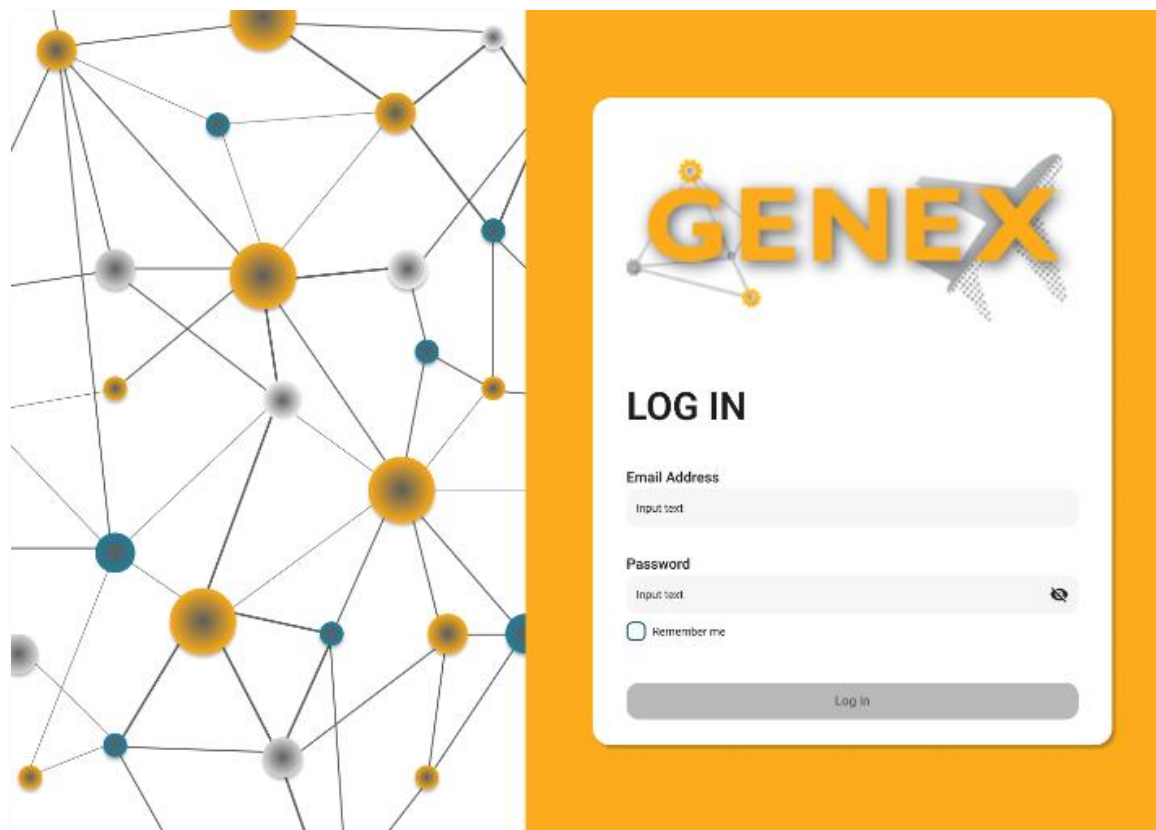 GENEX
LOG IN
Email Address
Input text
Password
Input text
Remember me
Log in